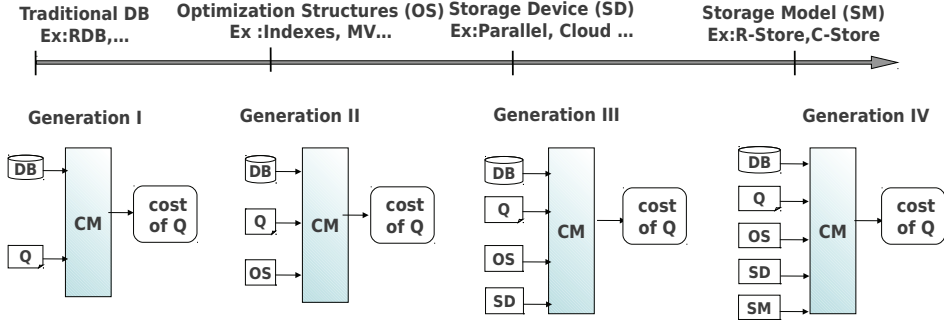 Traditional DB
Ex:RDB,...
Optimization Structures (OS)
Ex :Indexes, MV...
Storage Device (SD)
Ex:Parallel, Cloud ...
Storage Model (SM)
Ex:R-Store,C-Store
Generation I
DB
Q
CM
cost
of Q
Generation II
DB
Q
OS
CM
cost
of Q
Generation III
DB
Q
OS
SD
CM
cost
of Q
Generation IV
DB
Q
OS
SD
SM
CM
cost
of Q